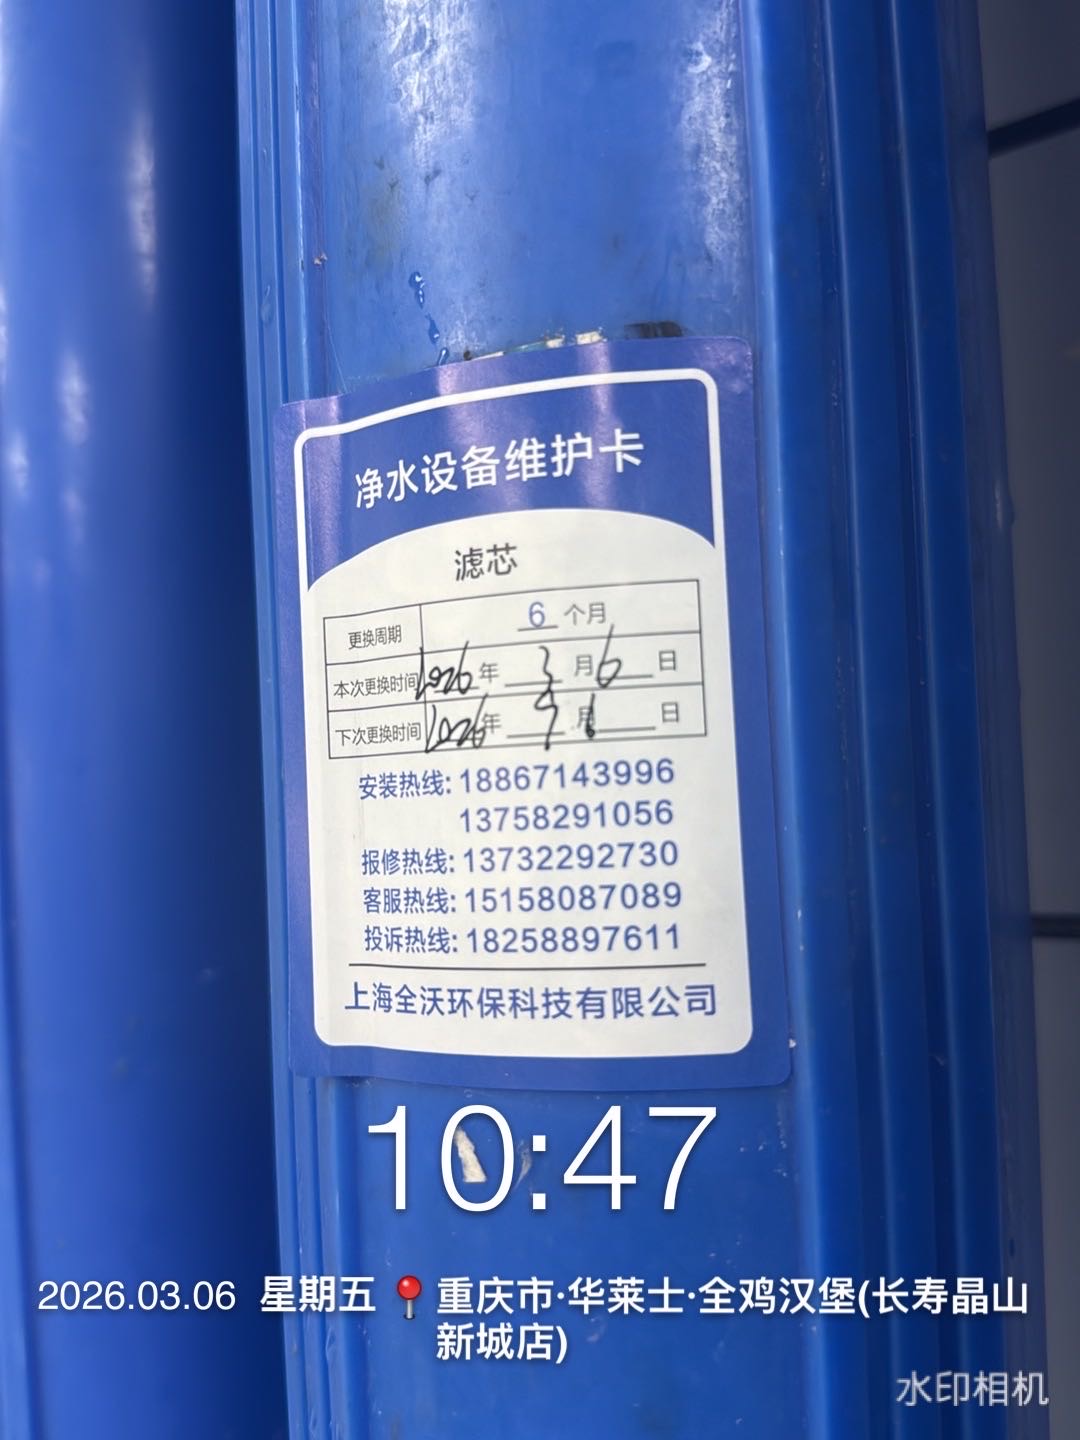 净水设备维护卡
滤芯
更换周期 6 个月
本次更换时间 2026 年 3 月 6 日
下次更换时间 2026 年 9 月 6 日
安装热线: 18867143996
13758291056
报修热线: 13732292730
客服热线: 15158087089
投诉热线: 18258897611
上海全沃环保科技有限公司
10:47
2026.03.06 星期五 📍重庆市·华莱士·全鸡汉堡(长寿晶山
新城店)
水印相机